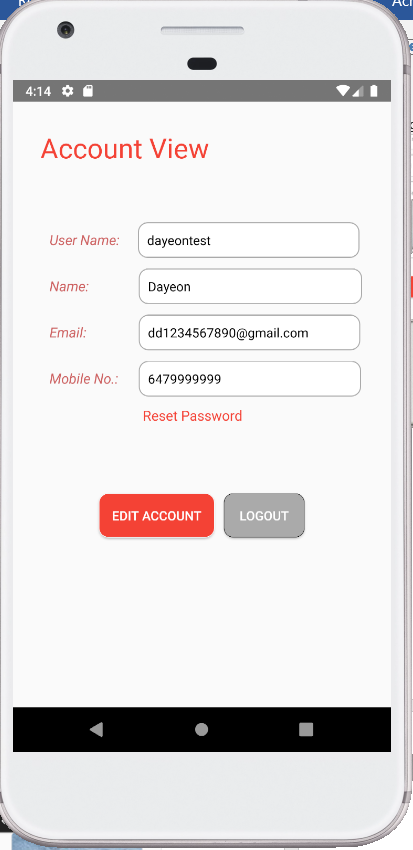 4:14
Account View
User Name: dayeontest
Name: Dayeon
Email: dd1234567890@gmail.com
Mobile No.: 6479999999
Reset Password
EDIT ACCOUNT LOGOUT